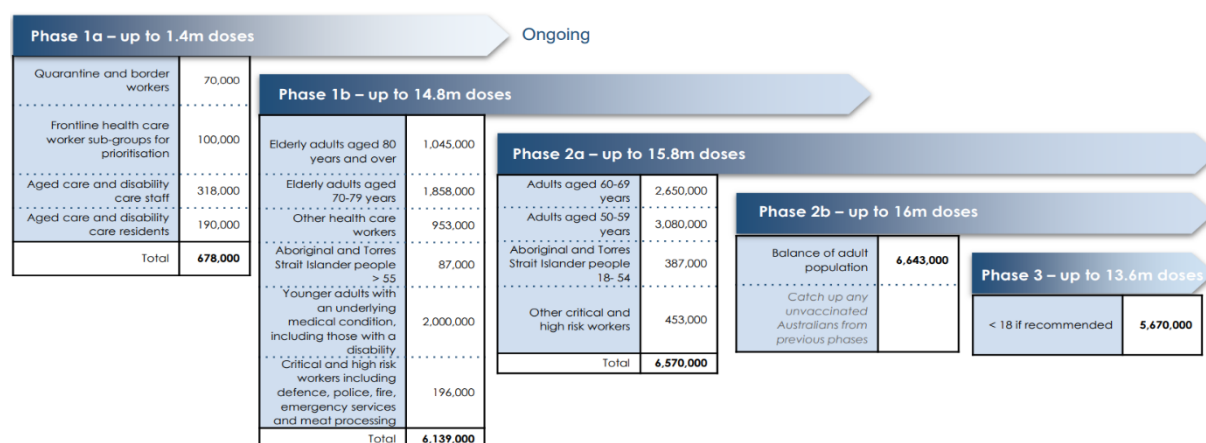 Phase 1a – up to 1.4m doses
Ongoing
Quarantine and border
workers
70,000
Frontline health care
worker sub-groups for
prioritisation
100,000
Aged care and disability
care staff
318,000
Aged care and disability
care residents
190,000
Total
678,000
Phase 1b – up to 14.8m doses
Elderly adults aged 80
years and over
1,045,000
Elderly adults aged
70-79 years
1,858,000
Other health care
workers
953,000
Aboriginal and Torres
Strait Islander people
> 55
87,000
Younger adults with
an underlying
medical condition,
including those with a
disability
2,000,000
Critical and high risk
workers including
defence, police, fire,
emergency services
and meat processing
196,000
Total
6,139,000
Phase 2a – up to 15.8m doses
Adults aged 60-69
years
2,650,000
Adults aged 50-59
years
3,080,000
Aboriginal and Torres
Strait Islander people
18- 54
387,000
Other critical and
high risk workers
453,000
Total
6,570,000
Phase 2b – up to 16m doses
Balance of adult
population
6,643,000
Catch up any
unvaccinated
Australians from
previous phases
Phase 3 – up to 13.6m doses
< 18 if recommended
5,670,000